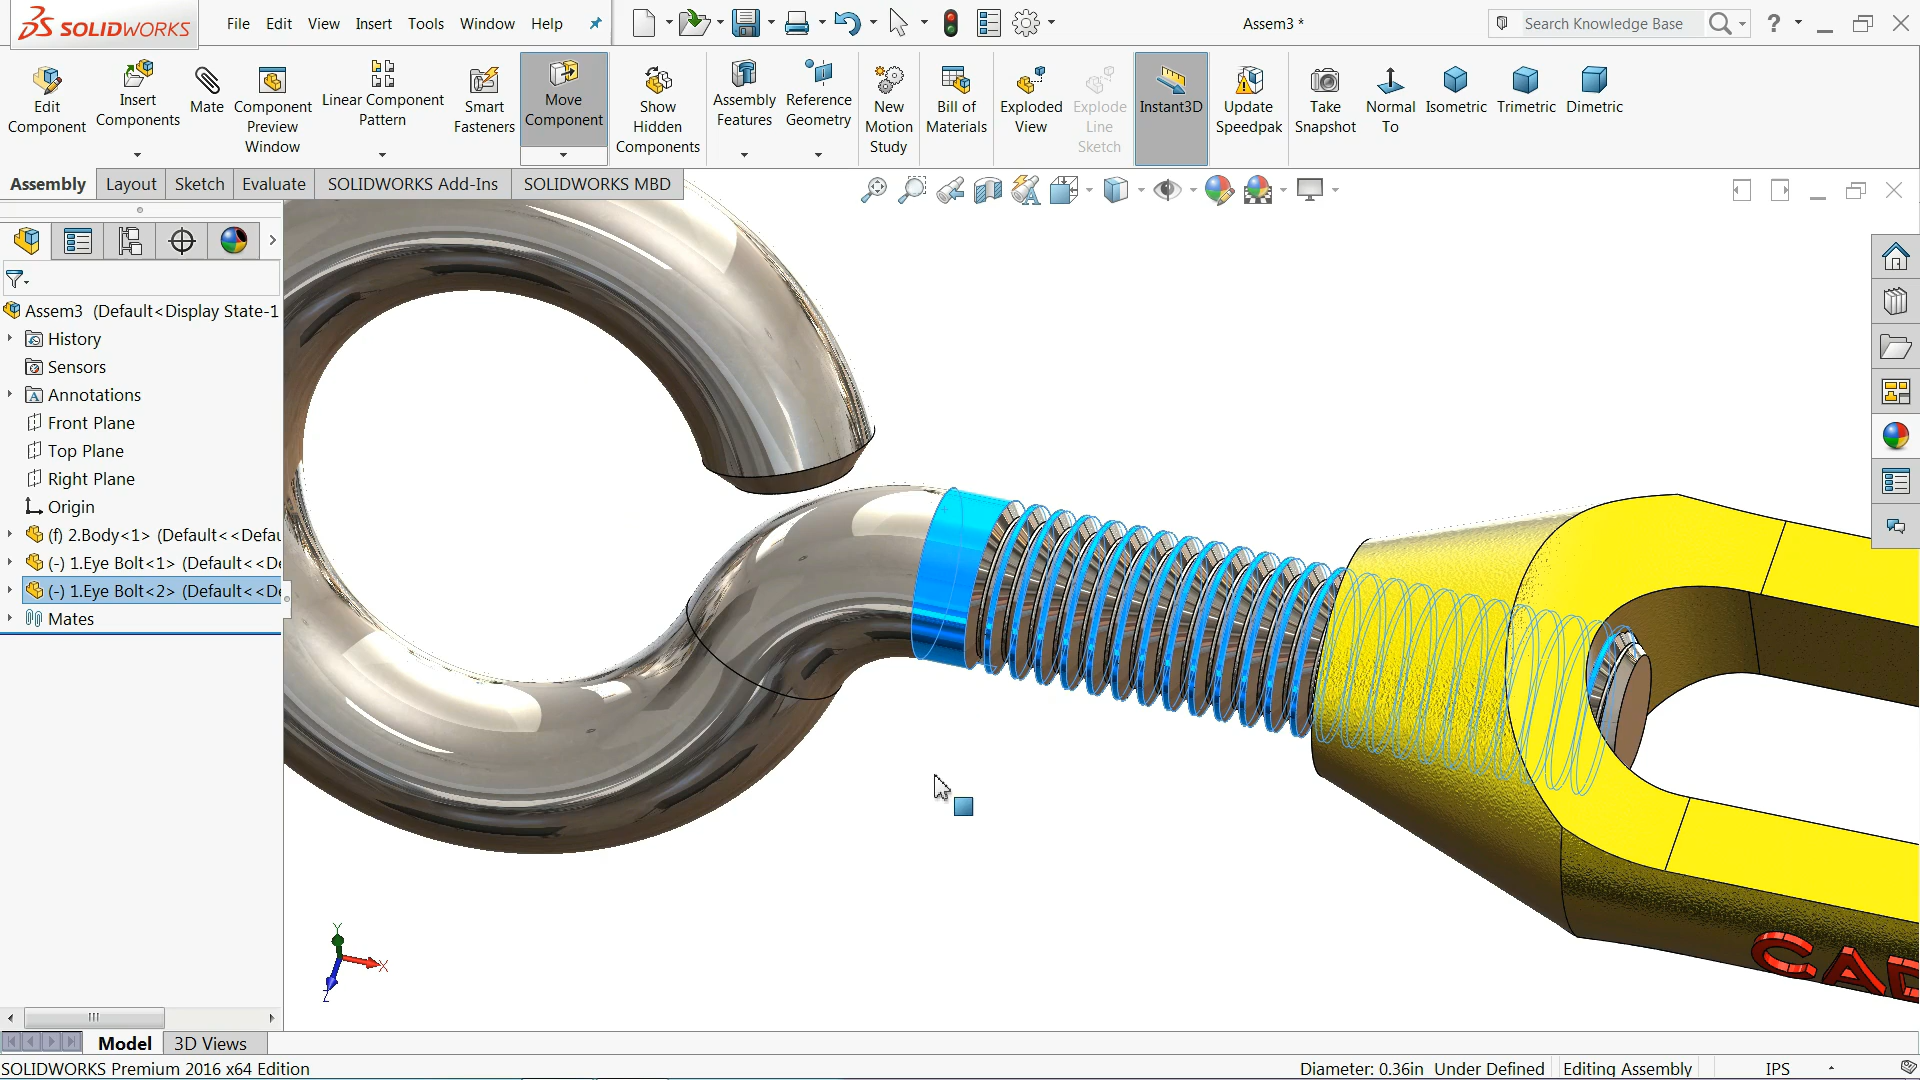 SOLIDWORKS
File Edit View Insert Tools Window Help
Assem3 *
Search Knowledge Base
?
Edit Component
Insert Components
Mate
Component Preview Window
Linear Component Pattern
Smart Fasteners
Move Component
Show Hidden Components
Assembly Features
Reference Geometry
New Motion Study
Bill of Materials
Exploded View
Explode Line Sketch
Instant3D
Update Speedpak
Take Snapshot
Normal To
Isometric
Trimetric
Dimetric
Assembly Layout Sketch Evaluate SOLIDWORKS Add-Ins SOLIDWORKS MBD
Assem3 (Default<Display State-1
History
Sensors
Annotations
Front Plane
Top Plane
Right Plane
Origin
(f) 2.Body<1> (Default<<Defau
(-) 1.Eye Bolt<1> (Default<<De
(-) 1.Eye Bolt<2> (Default<<De
Mates
CAD
Y
X
Z
Model 3D Views
SOLIDWORKS Premium 2016 x64 Edition
Diameter: 0.36in Under Defined Editing Assembly IPS